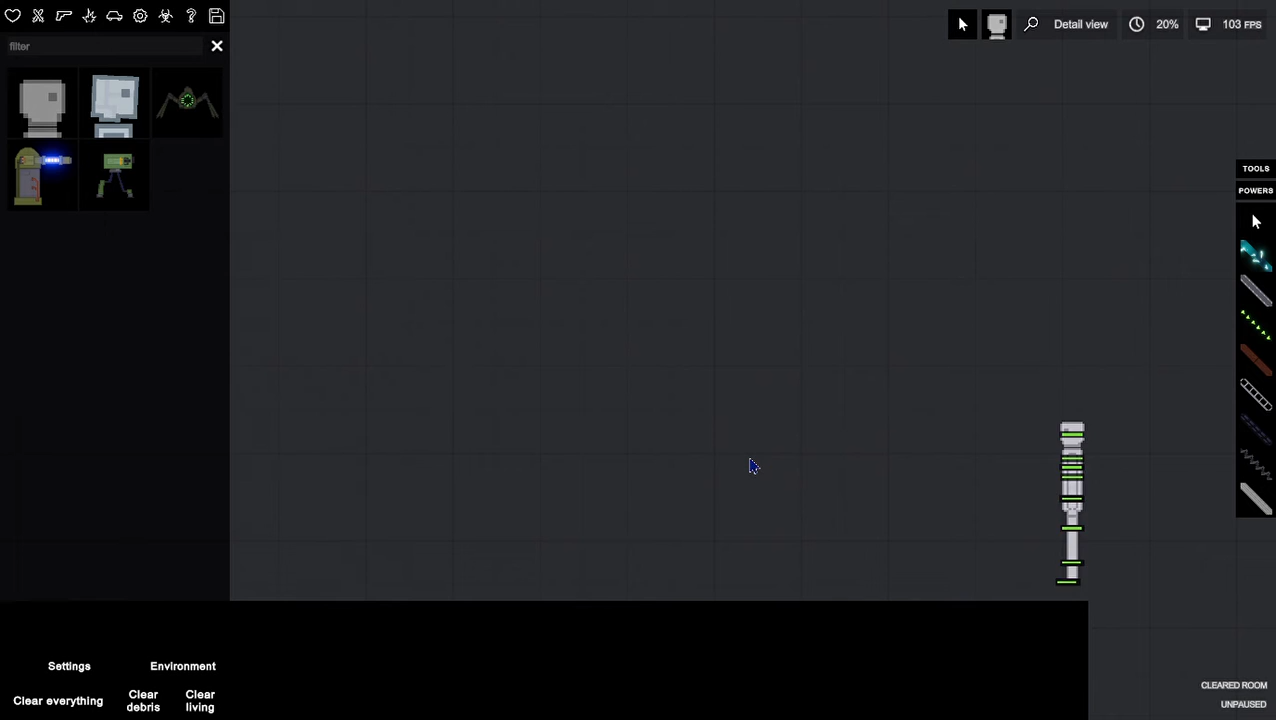 filter
Detail view
20%
103 FPS
TOOLS
POWERS
Settings
Environment
Clear everything
Clear debris
Clear living
CLEARED ROOM
UNPAUSED